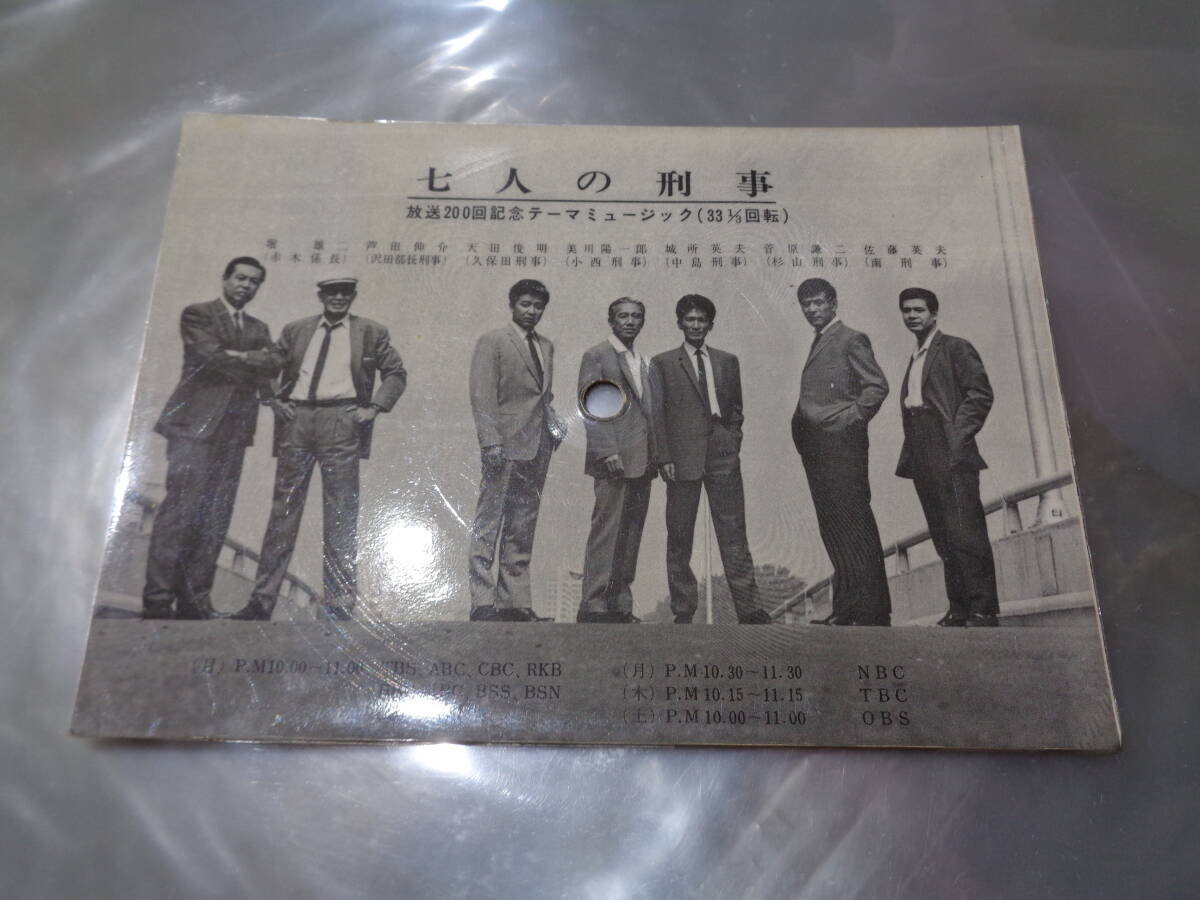 七人の刑事
放送200回記念テーマミュージック(33⅓回転)
堀雄二 芦田伸介 天田俊明 美川陽一郎 城所英夫 菅原謙二 佐藤英夫
(赤木係長) (沢田部長刑事) (久保田刑事) (小西刑事) (中島刑事) (杉山刑事) (南刑事)
(月) P.M10.00~11.00 TBS、ABC、CBC、RKB
BSS、BSN
(月) P.M 10.30~11.30 NBC
(木) P.M 10.15~11.15 TBC
(土) P.M 10.00~11.00 OBS